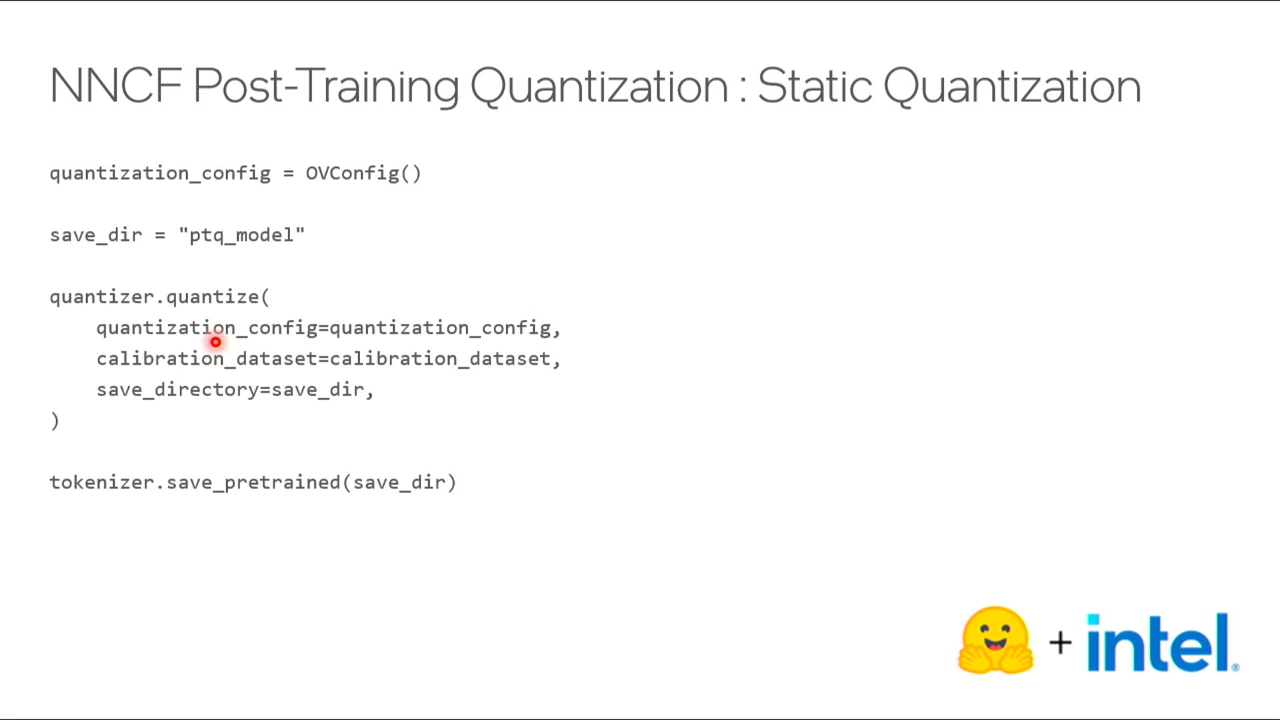 NNCF Post-Training Quantization : Static Quantization
quantization_config = OVConfig()
save_dir = "ptq_model"
quantizer.quantize(
    quantization_config=quantization_config,
    calibration_dataset=calibration_dataset,
    save_directory=save_dir,
)
tokenizer.save_pretrained(save_dir)
+ intel®